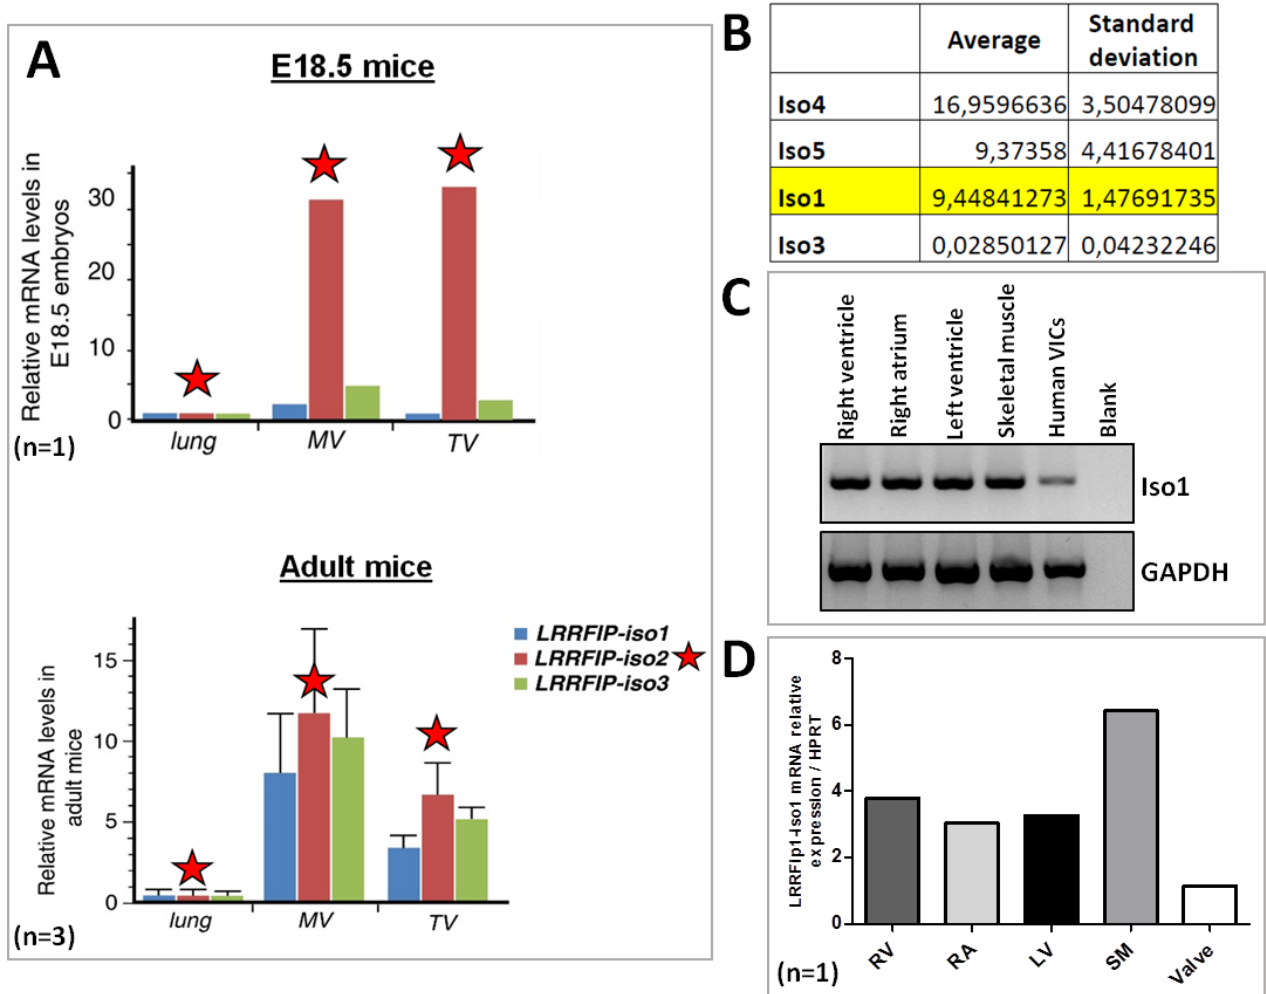 A
E18.5 mice
Relative mRNA levels in
E18.5 embryos
30
20
10
0
lung
MV
TV
(n=1)
Adult mice
Relative mRNA levels in
adult mice
15
10
5
0
lung
MV
TV
(n=3)
LRRFIP-iso1
LRRFIP-iso2
LRRFIP-iso3
B
Average Standard deviation
Iso4 16,9596636 3,50478099
Iso5 9,37358 4,41678401
Iso1 9,44841273 1,47691735
Iso3 0,02850127 0,04232246
C
Right ventricle
Right atrium
Left ventricle
Skeletal muscle
Human VICs
Blank
Iso1
GAPDH
D
LRRFIp1-Iso1 mRNA relative
expression / HPRT
8
6
4
2
0
RV
RA
LV
SM
Valve
(n=1)